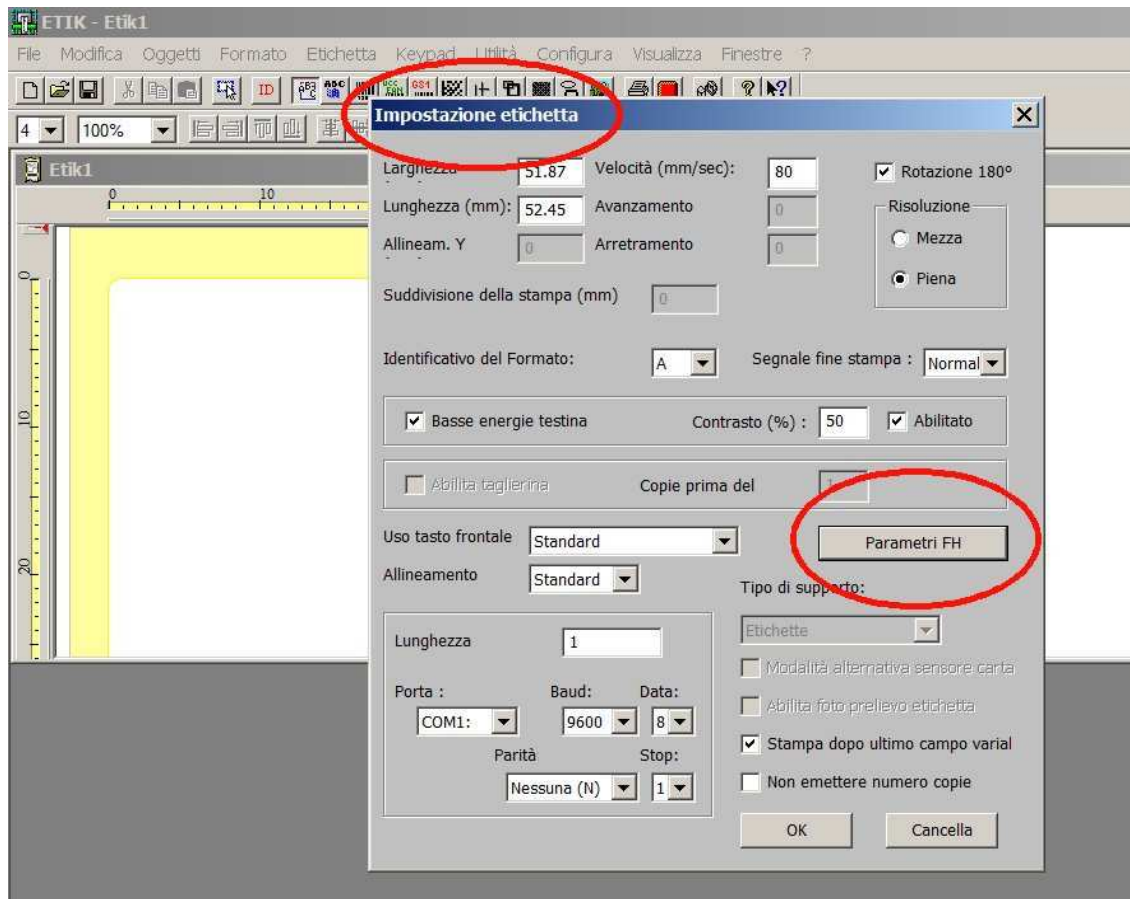 ETIK - Etik1
File Modifica Oggetti Formato Etichetta Keypad Utilità Configura Visualizza Finestre ?
ID GS1
4 100%
Impostazione etichetta
Etik1
0 10
0
10
20
Larghezza 51.87 Velocità (mm/sec): 80 Rotazione 180º
Lunghezza (mm): 52.45 Avanzamento 0 Risoluzione
Allineam. Y 0 Arretramento 0 Mezza
Piena
Suddivisione della stampa (mm) 0
Identificativo del Formato: A Segnale fine stampa : Normal
Basse energie testina Contrasto (%) : 50 Abilitato
Abilita taglierina Copie prima del 1
Uso tasto frontale Standard Parametri FH
Allineamento Standard Tipo di supporto:
Etichette
Lunghezza 1
Modalità alternativa sensore carta
Porta : Baud: Data:
Abilita foto prelievo etichetta
COM1: 9600 8
Stampa dopo ultimo campo varial
Parità Stop:
Non emettere numero copie
Nessuna (N) 1
OK Cancella